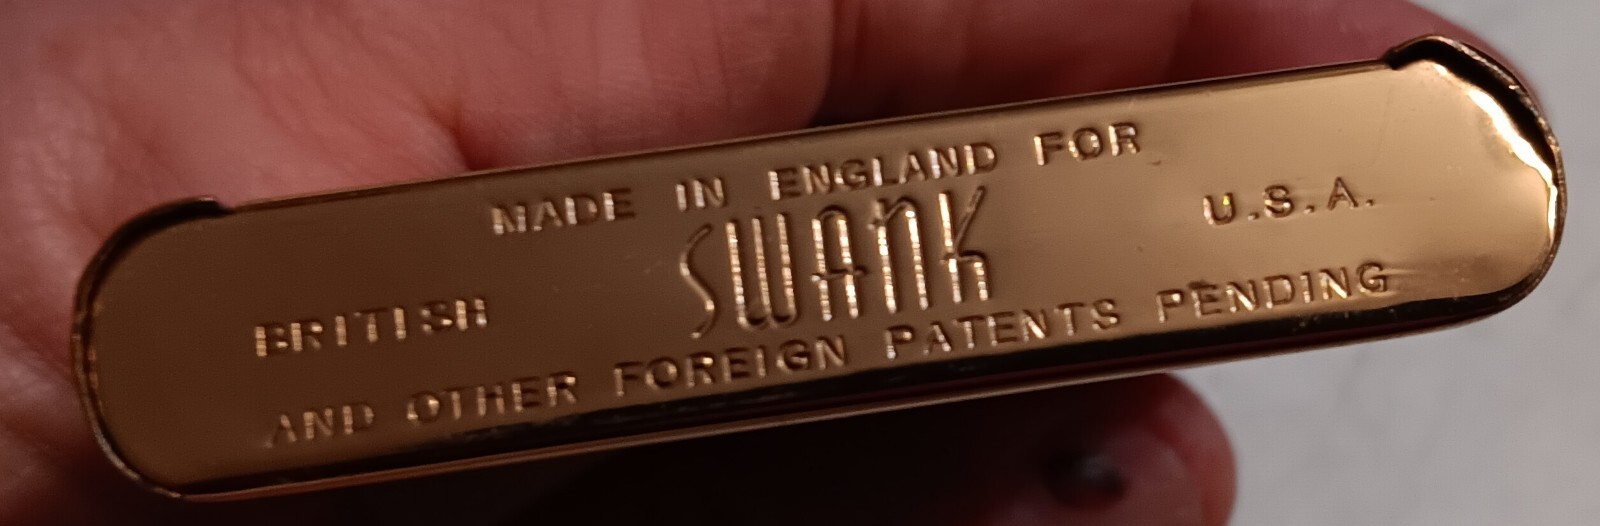 MADE IN ENGLAND FOR
SWANK U.S.A.
BRITISH
AND OTHER FOREIGN PATENTS PENDING